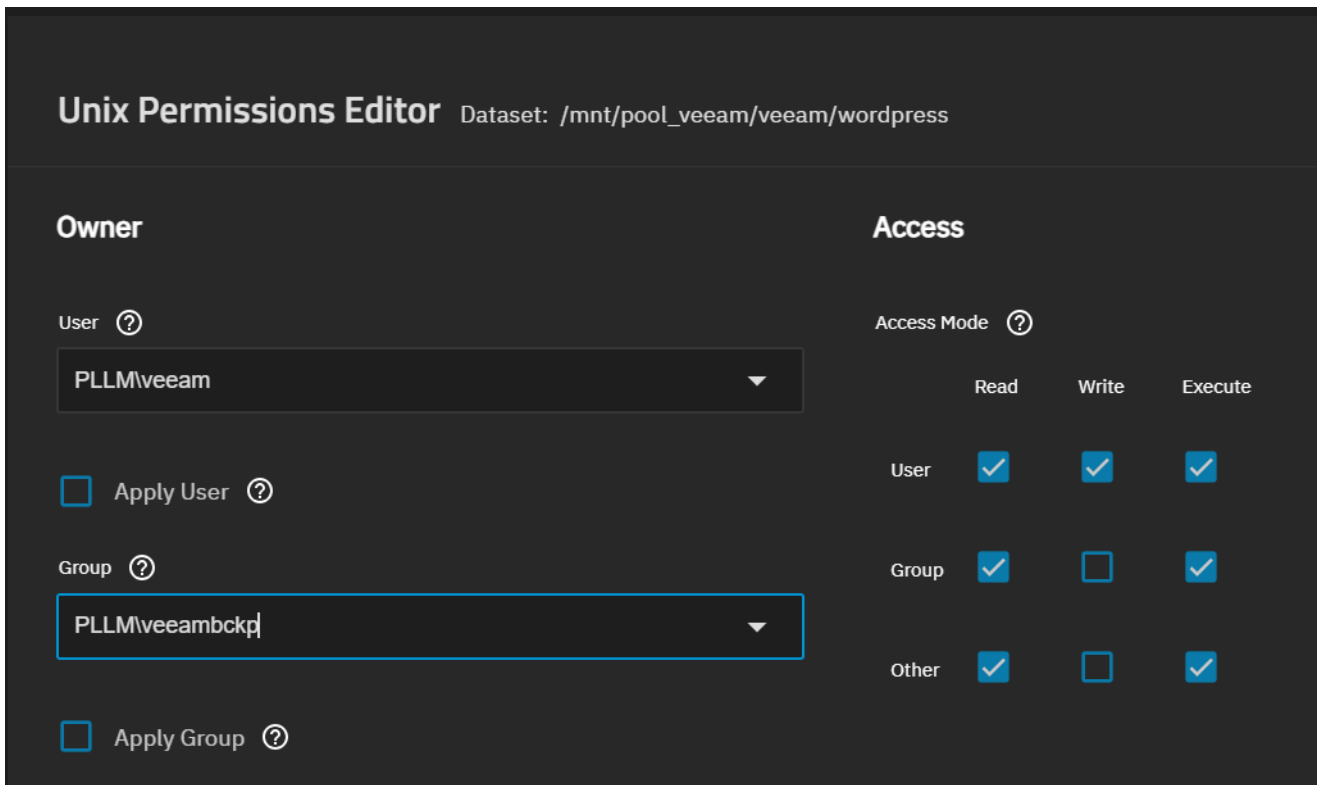 Unix Permissions Editor Dataset: /mnt/pool_veeam/veeam/wordpress
Owner
User
PLLM\veeam
Apply User
Group
PLLM\veeambckp
Apply Group
Access
Access Mode
Read Write Execute
User
Group
Other